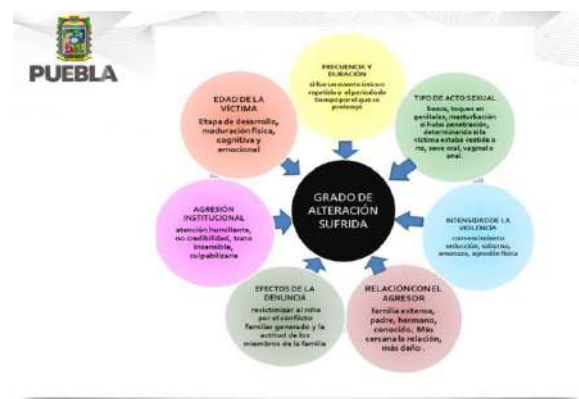 PUEBLA
FRECUENCIA Y
DURACIÓN
si fue un evento único o
repetido y el periodo de
tiempo por el que se
prolongó
TIPO DE ACTO SEXUAL
besos, toques en
genitales, masturbación
si hubo penetración,
determinando si la
víctima estaba vestida o
no, sexo oral, vaginal o
anal.
INTENSIDAD DE LA
VIOLENCIA
convencimiento
seducción, soborno,
amenaza, agresión física
RELACIÓN CON EL
AGRESOR
familia extensa,
padre, hermano,
conocido. Más
cercana la relación,
más daño .
EFECTOS DE LA
DENUNCIA
revictimizar al niño
por el conflicto
familiar generado y la
actitud de los
miembros de la familia
AGRESIÓN
INSTITUCIONAL
atención humillante,
no credibilidad, trato
insensible,
culpabilizarla
EDAD DE LA
VÍCTIMA
Etapa de desarrollo,
maduración física,
cognitiva y
emocional
GRADO DE
ALTERACIÓN
SUFRIDA